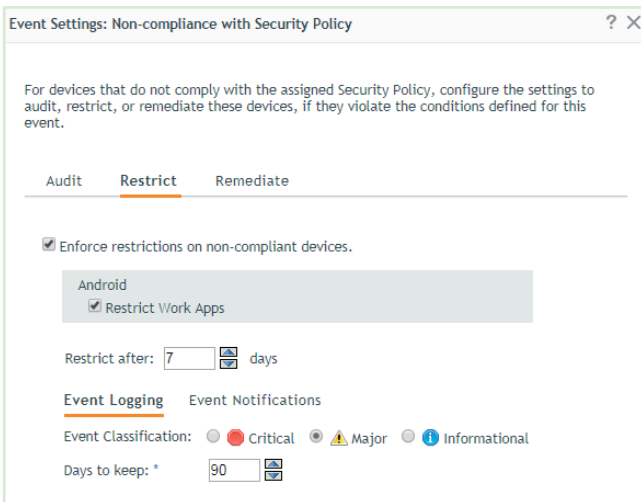 Event Settings: Non-compliance with Security Policy ? X
For devices that do not comply with the assigned Security Policy, configure the settings to
audit, restrict, or remediate these devices, if they violate the conditions defined for this
event.
Audit Restrict Remediate
Enforce restrictions on non-compliant devices.
Android
Restrict Work Apps
Restrict after: 7 days
Event Logging Event Notifications
Event Classification: Critical Major Informational
Days to keep: * 90